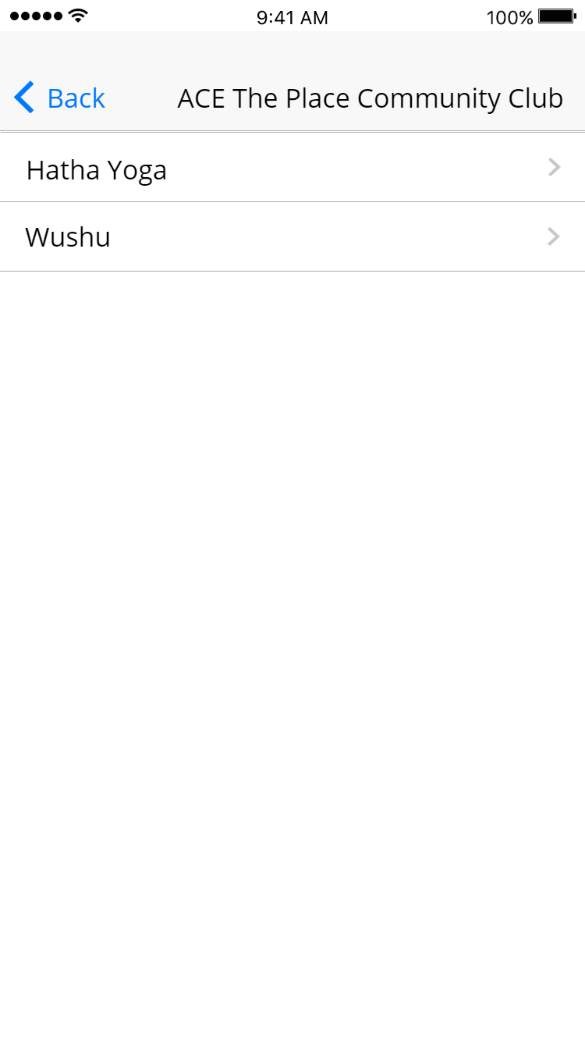 9:41 AM 100%
Back ACE The Place Community Club
Hatha Yoga
Wushu